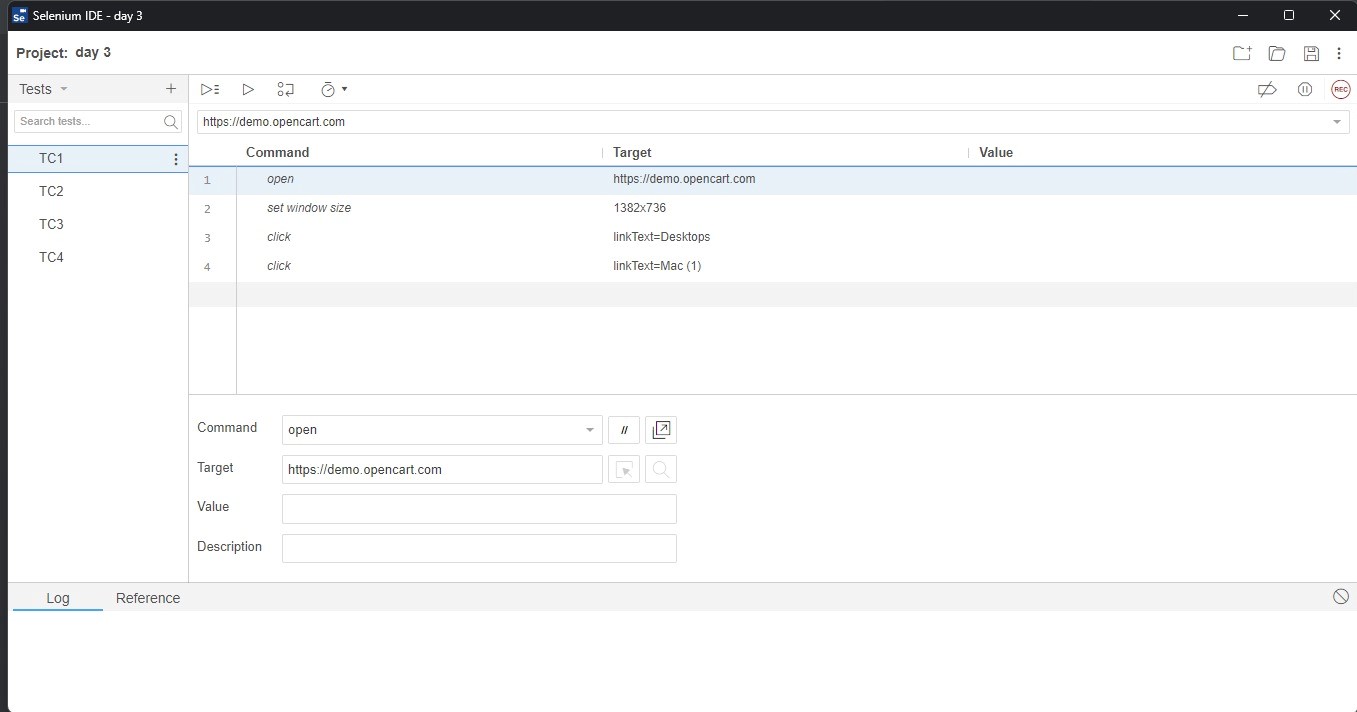 Selenium IDE - day 3
Project: day 3
Tests
Search tests...
TC1
TC2
TC3
TC4
REC
https://demo.opencart.com
Command Target Value
1 open https://demo.opencart.com
2 set window size 1382x736
3 click linkText=Desktops
4 click linkText=Mac (1)
Command open //
Target https://demo.opencart.com
Value
Description
Log Reference